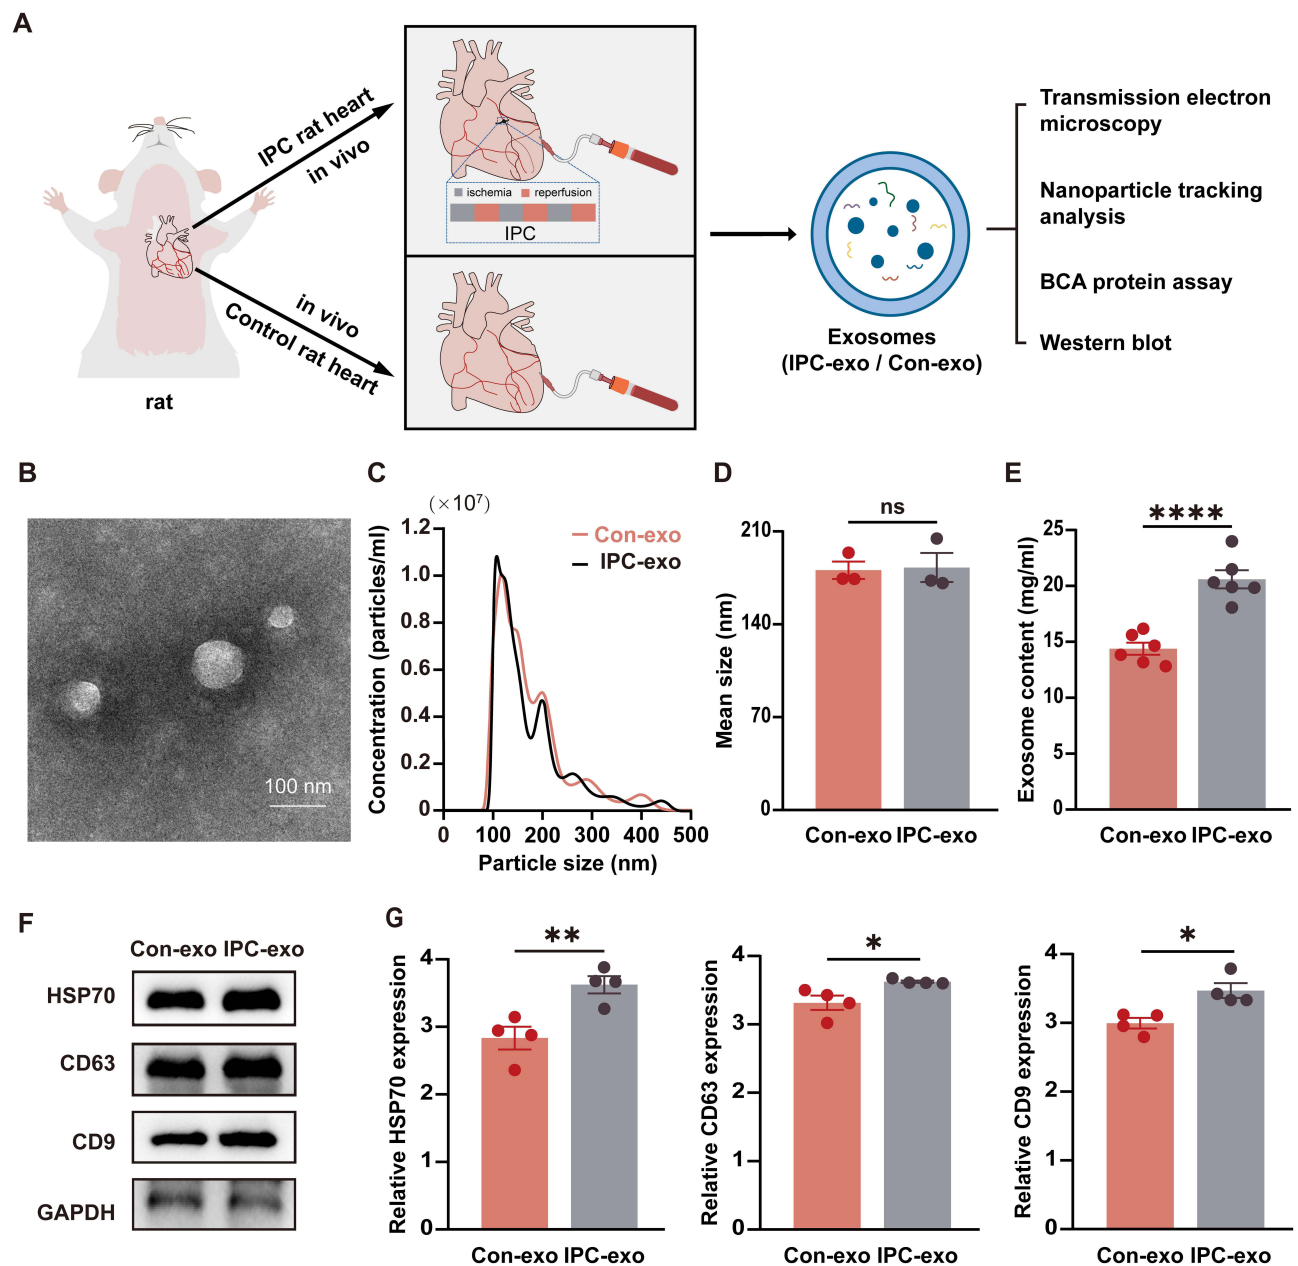 A
IPC rat heart
in vivo
in vivo
Control rat heart
rat
ischemia
reperfusion
IPC
Exosomes
(IPC-exo / Con-exo)
Transmission electron
microscopy
Nanoparticle tracking
analysis
BCA protein assay
Western blot
B
100 nm
C
(×10⁷)
Concentration (particles/ml)
1.2
1.0
0.8
0.6
0.4
0.2
0
Con-exo
IPC-exo
0 100 200 300 400 500
Particle size (nm)
D
Mean size (nm)
210
140
70
0
ns
Con-exo IPC-exo
E
Exosome content (mg/ml)
25
20
15
10
5
0
****
Con-exo IPC-exo
F
Con-exo IPC-exo
HSP70
CD63
CD9
GAPDH
G
Relative HSP70 expression
4
3
2
1
0
**
Con-exo IPC-exo
Relative CD63 expression
4
3
2
1
0
*
Con-exo IPC-exo
Relative CD9 expression
4
3
2
1
0
*
Con-exo IPC-exo